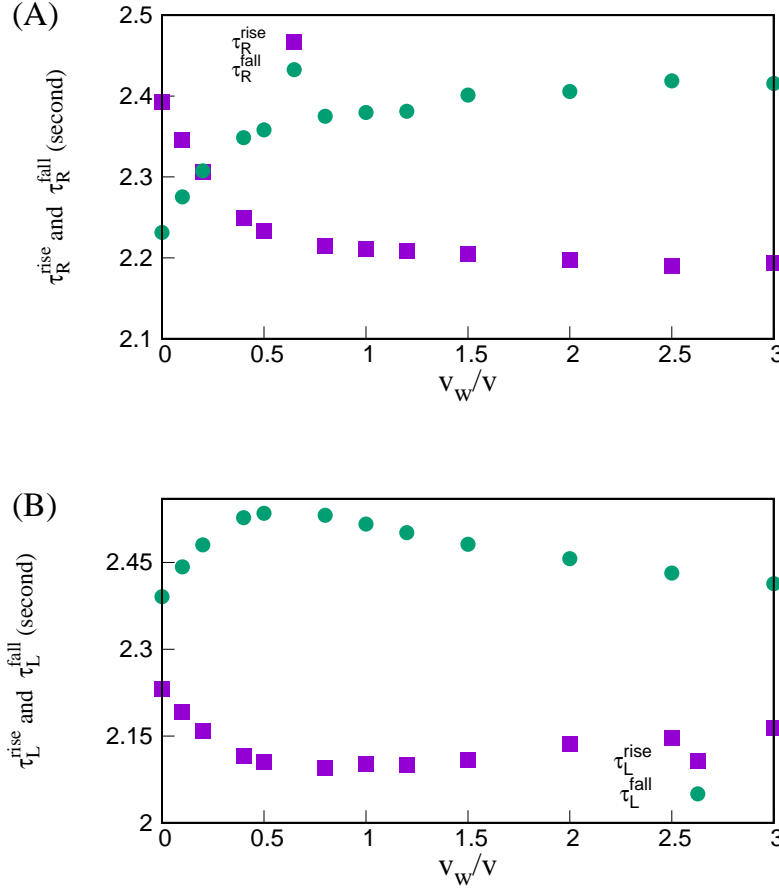 (A)
τ_R^rise and τ_R^fall (second)
2.5
2.4
2.3
2.2
2.1
τ_R^rise
τ_R^fall
0 0.5 1 1.5 2 2.5 3
v_w/v
(B)
τ_L^rise and τ_L^fall (second)
2.45
2.3
2.15
2
τ_L^rise
τ_L^fall
0 0.5 1 1.5 2 2.5 3
v_w/v